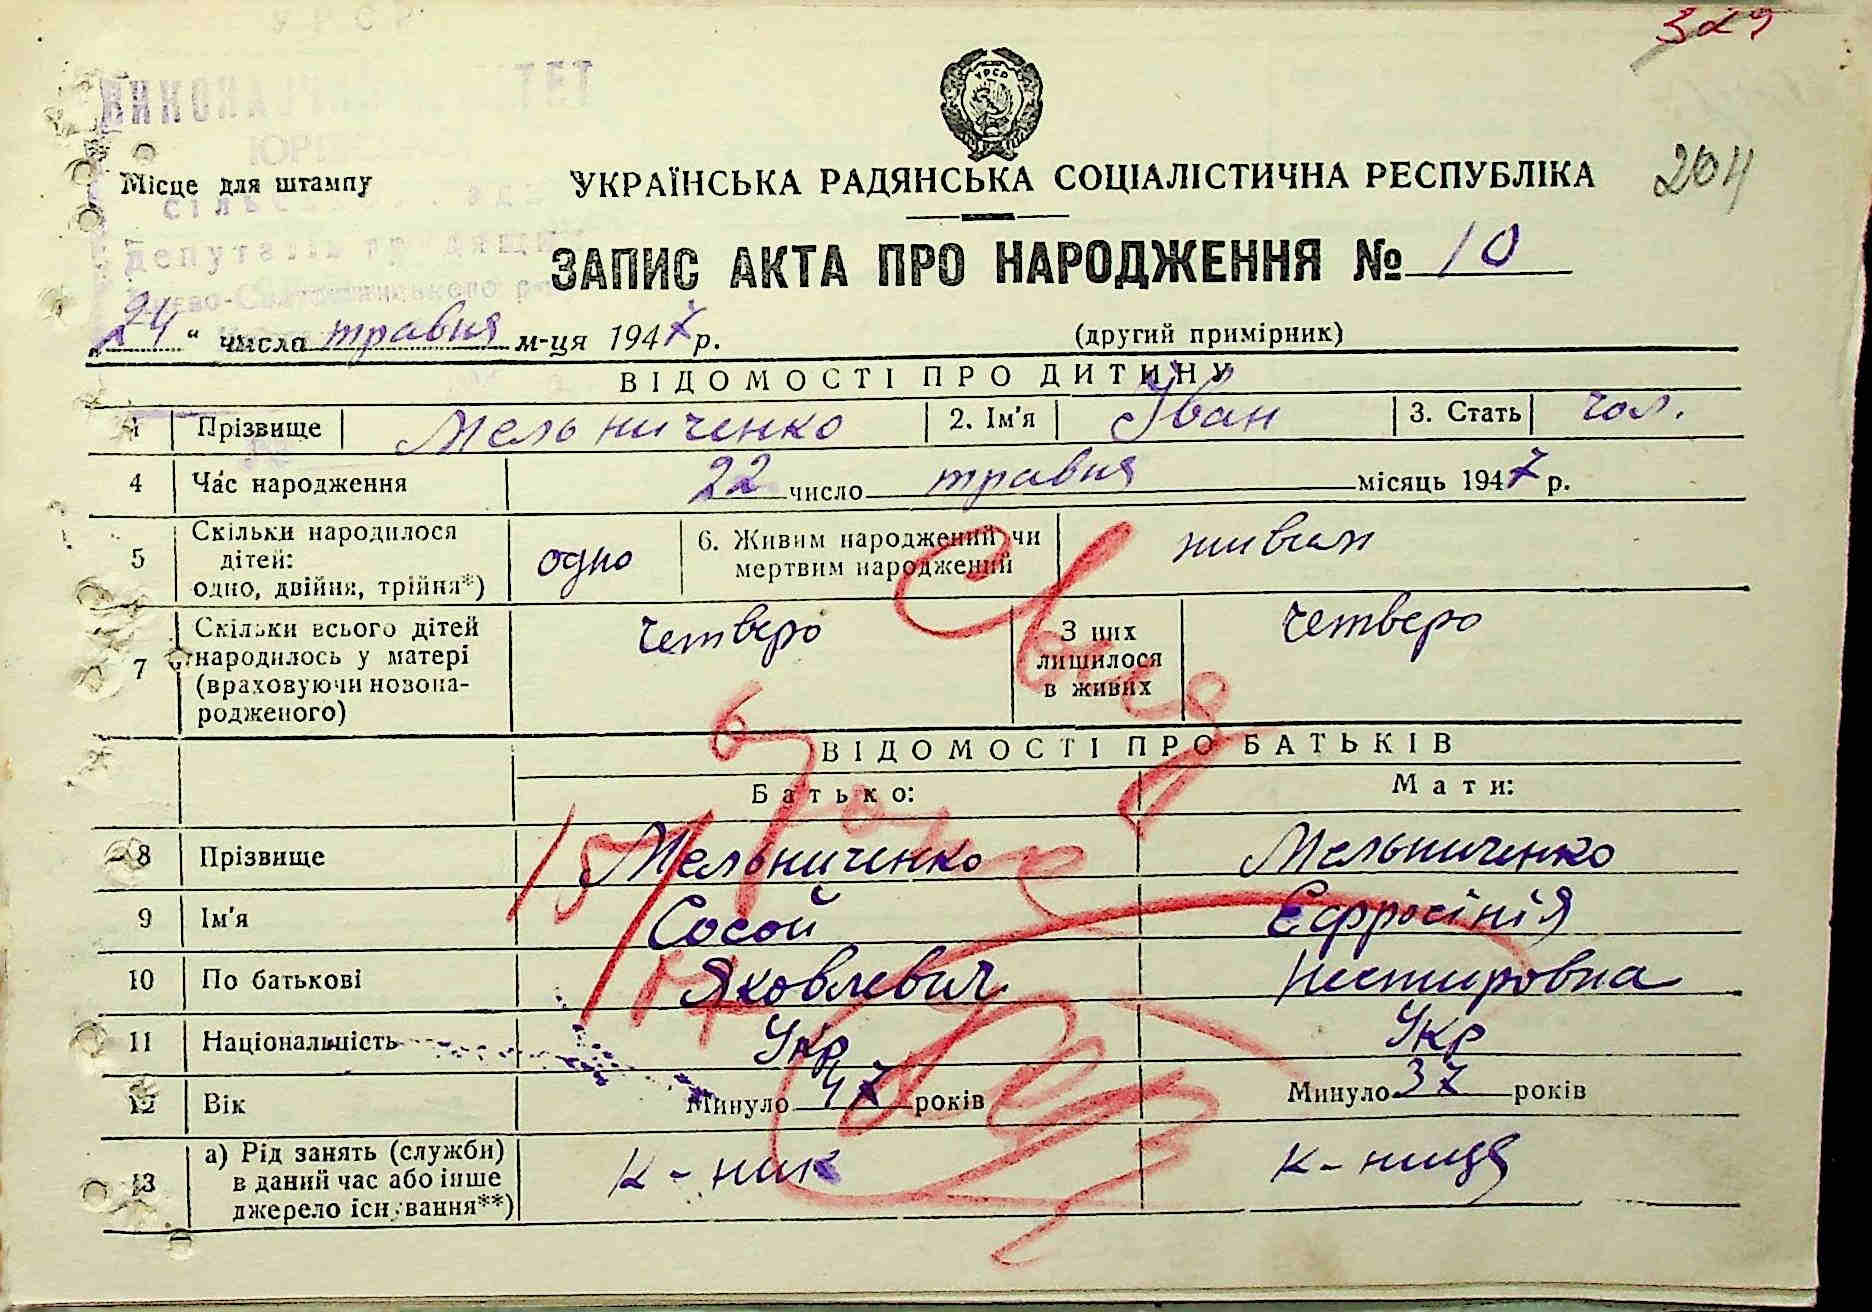 329
УРСР
204
Місце для штампу
УКРАЇНСЬКА РАДЯНСЬКА СОЦІАЛІСТИЧНА РЕСПУБЛІКА
ЗАПИС АКТА ПРО НАРОДЖЕННЯ № 10
„24“ числа травня м-ця 1947 р. (другий примірник)
ВІДОМОСТІ ПРО ДИТИНУ
1 Прізвище Мельниченко 2. Ім'я Іван 3. Стать чол.
4 Час народження 22 число травня місяць 1947 р.
5 Скільки народилося дітей: одно, двійня, трійня*) одно 6. Живим народжений чи мертвим народжений живим
7 Скільки всього дітей народилось у матері (враховуючи новонародженого) четверо З них лишилося в живих четверо
ВІДОМОСТІ ПРО БАТЬКІВ
Батько: Мати:
8 Прізвище Мельниченко Мельниченко
9 Ім'я Сосой Єфросінія
10 По батькові Яковлевич Нестировна
11 Національність Укр Укр
12 Вік Минуло 47 років Минуло 37 років
13 а) Рід занять (служби) в даний час або інше джерело існування**) к-ник к-ниця